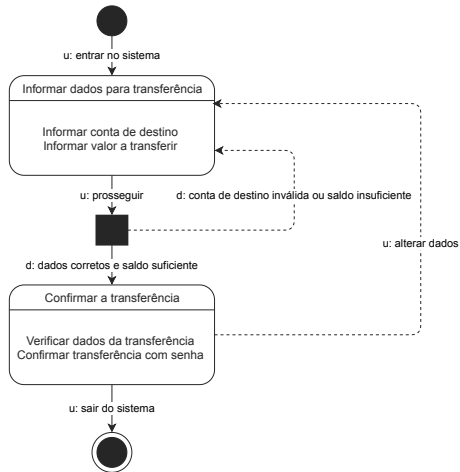 u: entrar no sistema
Informar dados para transferência
Informar conta de destino
Informar valor a transferir
u: prosseguir
d: conta de destino inválida ou saldo insuficiente
u: alterar dados
d: dados corretos e saldo suficiente
Confirmar a transferência
Verificar dados da transferência
Confirmar transferência com senha
u: sair do sistema